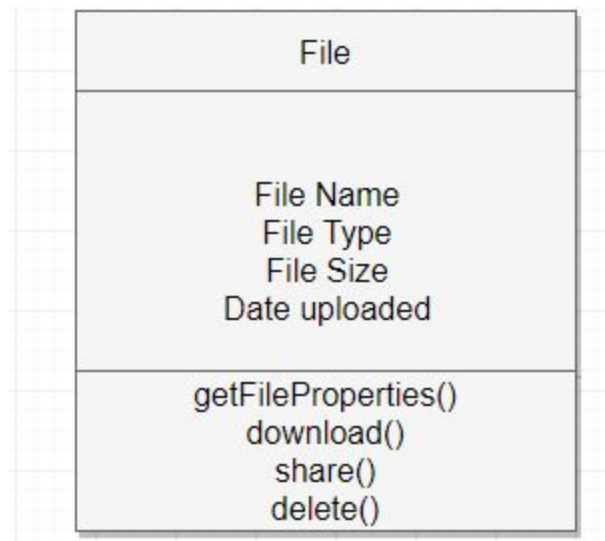 File
File Name
File Type
File Size
Date uploaded
getFileProperties()
download()
share()
delete()